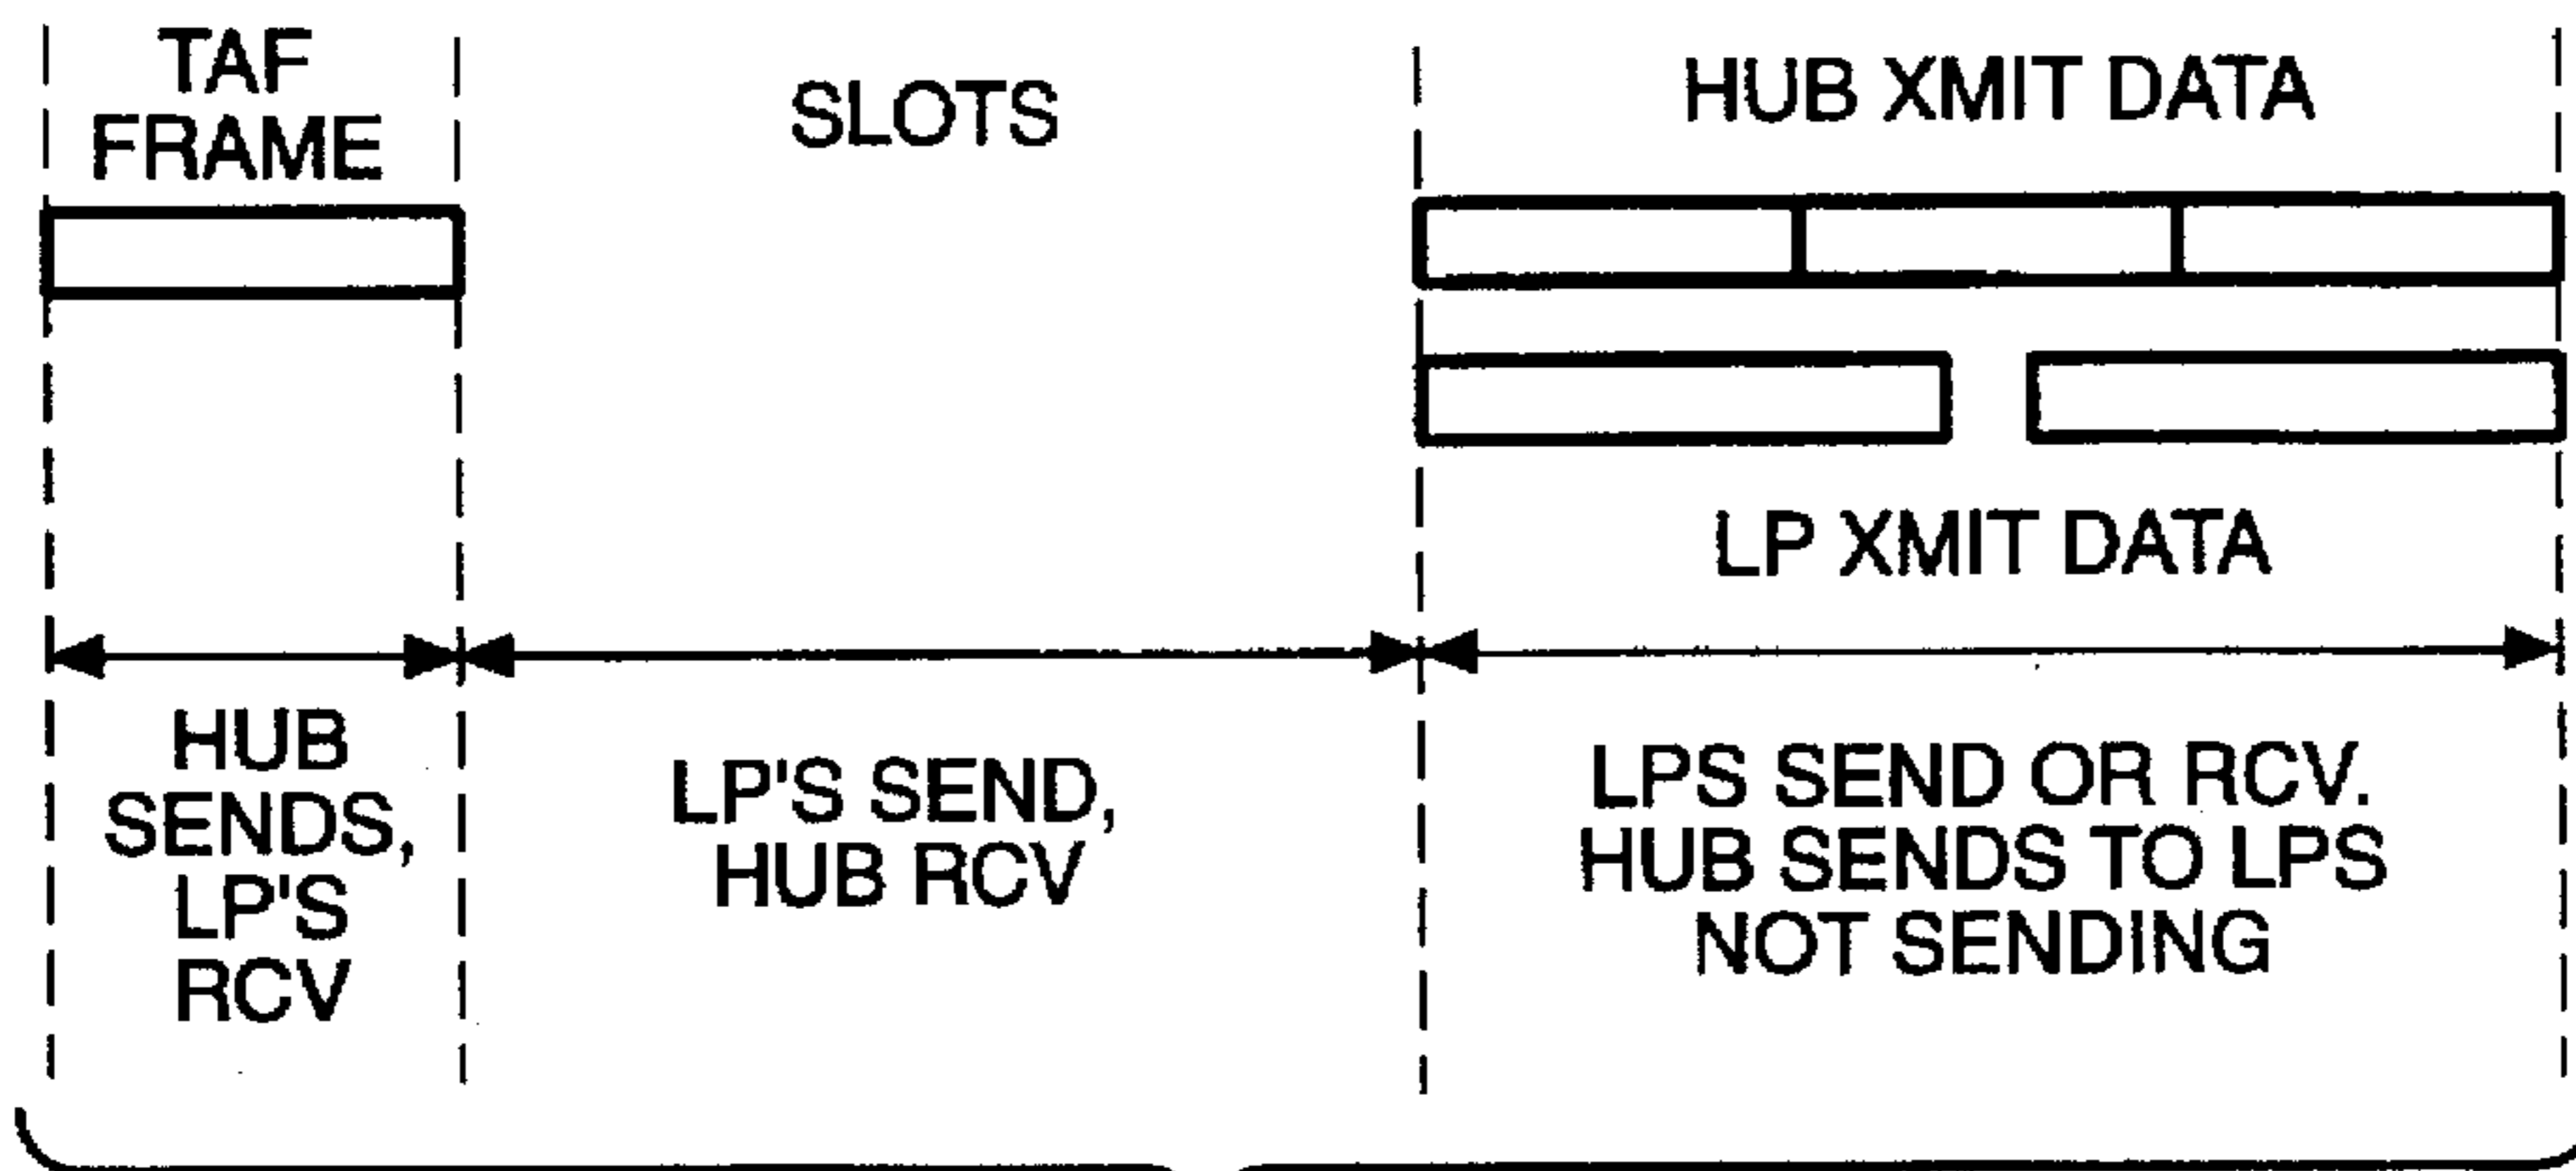 TAF
FRAME
SLOTS
HUB XMIT DATA
LP XMIT DATA
HUB
SENDS,
LP'S
RCV
LP'S SEND,
HUB RCV
LPS SEND OR RCV.
HUB SENDS TO LPS
NOT SENDING